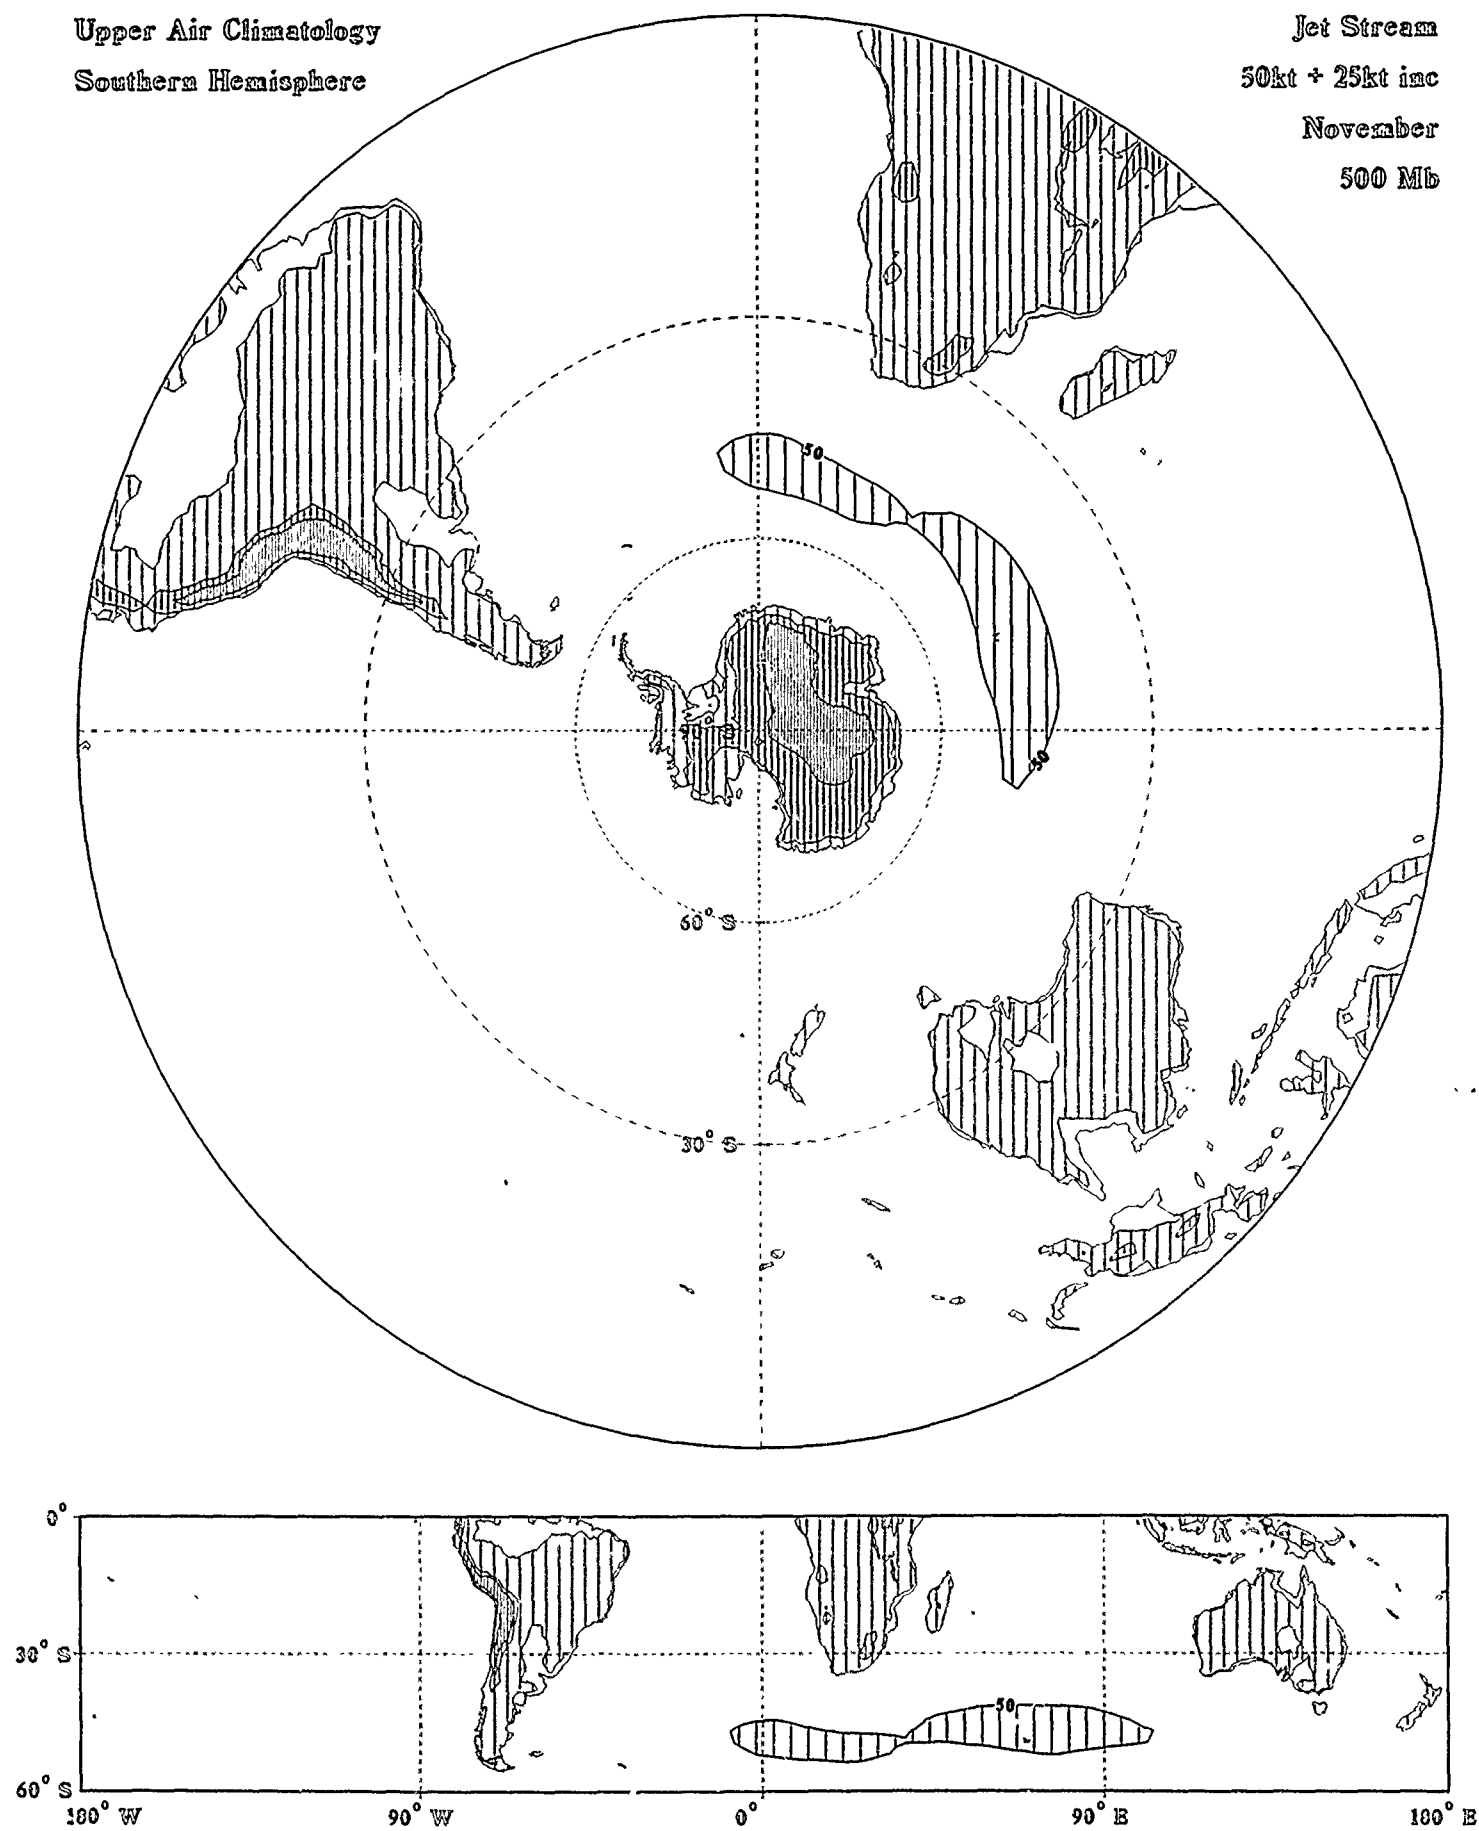 Upper Air Climatology
Southern Hemisphere
Jet Stream
50kt + 25kt inc
November
500 Mb
50
50
60° S
30° S
0°
50
30° S
60° S
180° W
90° W
0°
90° E
180° E